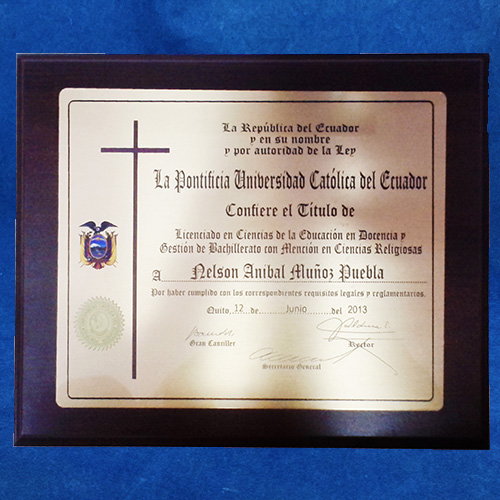 La República del Ecuador
y en su nombre
y por autoridad de la Ley
La Pontificia Universidad Católica del Ecuador
Confiere el Título de
Licenciado en Ciencias de la Educación en Docencia y
Gestión de Bachillerato con Mención en Ciencias Religiosas
A Nelson Anibal Muñoz Puebla
Por haber cumplido con los correspondientes requisitos legales y reglamentarios.
Quito, 12 de Junio del 2013
Gran Canciller
Rector
Secretario General